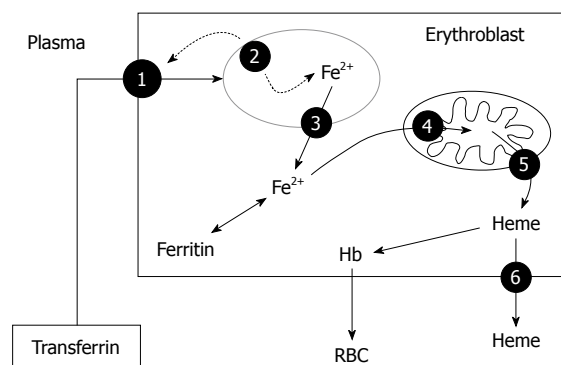 Plasma
Erythroblast
1
2
Fe²⁺
3
4
5
Fe²⁺
Ferritin
Heme
Hb
6
Transferrin
RBC
Heme